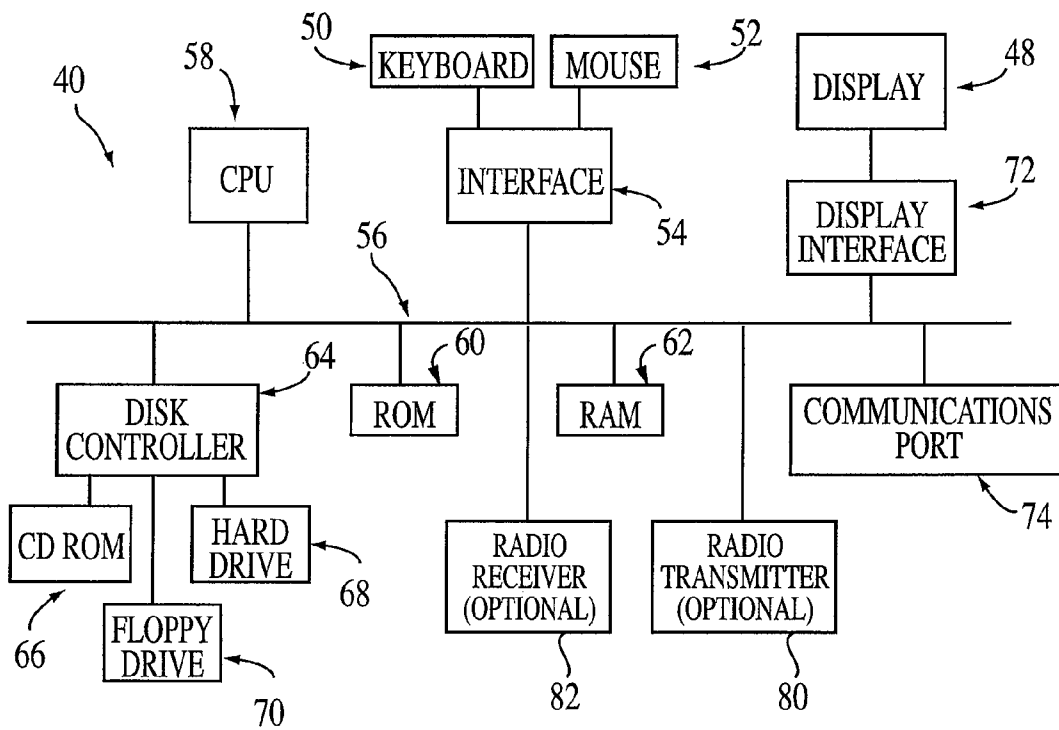 50
52
58
KEYBOARD
MOUSE
48
40
DISPLAY
CPU
INTERFACE
72
54
DISPLAY
INTERFACE
56
64
60
62
DISK
CONTROLLER
ROM
RAM
COMMUNICATIONS
PORT
CD ROM
HARD
DRIVE
74
RADIO
RECEIVER
(OPTIONAL)
RADIO
TRANSMITTER
(OPTIONAL)
68
66
FLOPPY
DRIVE
70
82
80